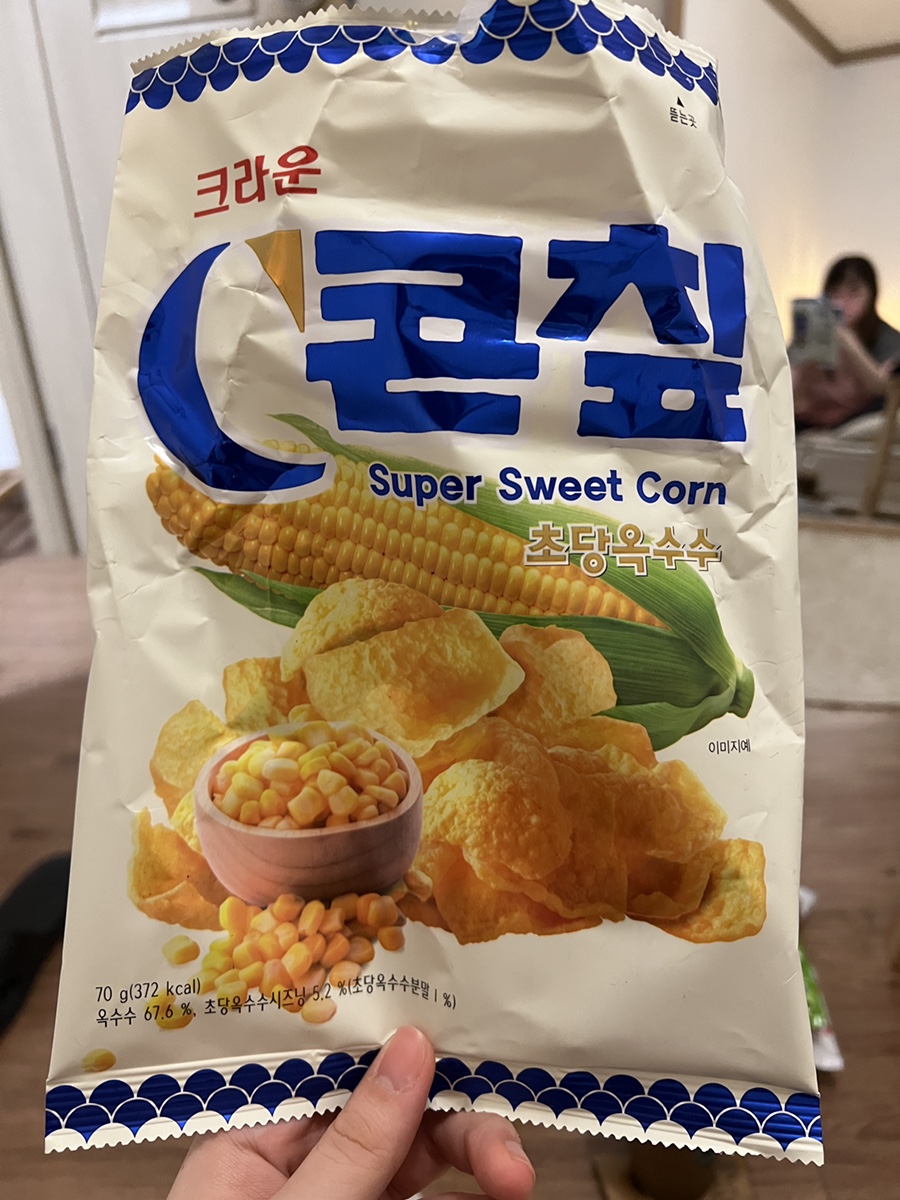 뜯는곳
크라운
C콘칩
Super Sweet Corn
초당옥수수
이미지예
70 g(372 kcal)
옥수수 67.6 %, 초당옥수수시즈닝 5.2 %(초당옥수수분말 1 %)